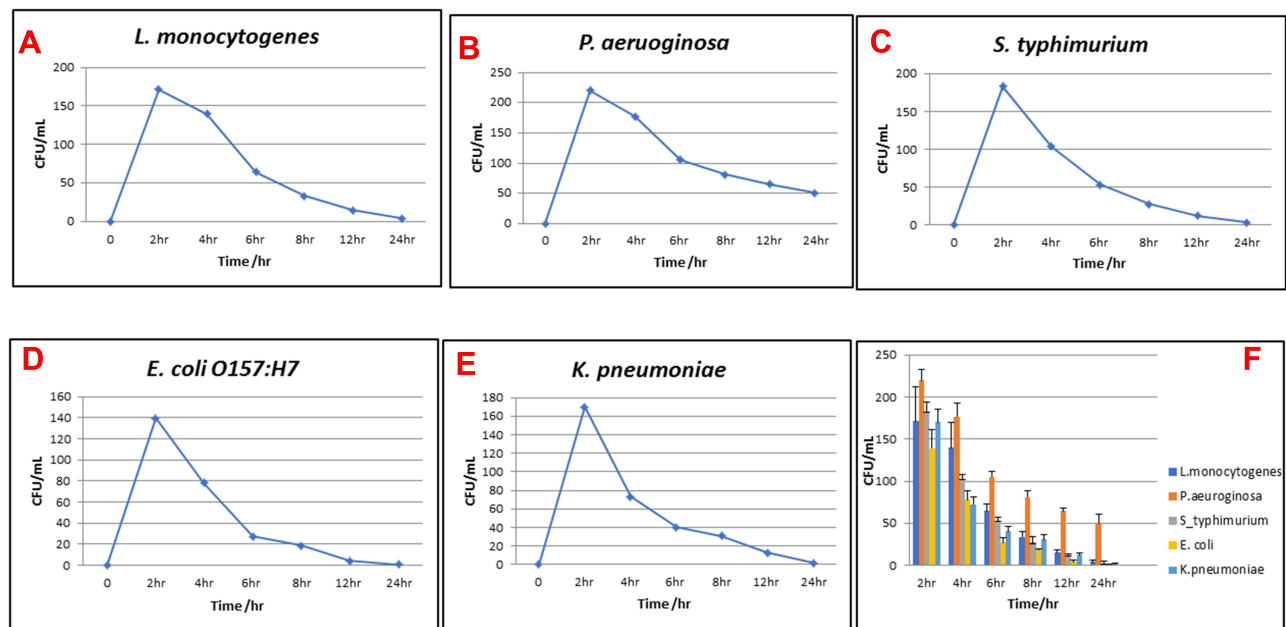 A
L. monocytogenes
CFU/mL
200
150
100
50
0
0 2hr 4hr 6hr 8hr 12hr 24hr
Time /hr
B
P. aeruoginosa
CFU/mL
250
200
150
100
50
0
0 2hr 4hr 6hr 8hr 12hr 24hr
Time /hr
C
S. typhimurium
CFU/mL
200
150
100
50
0
0 2hr 4hr 6hr 8hr 12hr 24hr
Time /hr
D
E. coli O157:H7
CFU/mL
160
140
120
100
80
60
40
20
0
0 2hr 4hr 6hr 8hr 12hr 24hr
Time/hr
E
K. pneumoniae
CFU/mL
180
160
140
120
100
80
60
40
20
0
0 2hr 4hr 6hr 8hr 12hr 24hr
Time/hr
F
CFU/mL
250
200
150
100
50
0
2hr 4hr 6hr 8hr 12hr 24hr
Time/hr
L.monocytogenes
P.aeuroginosa
S_typhimurium
E. coli
K.pneumoniae